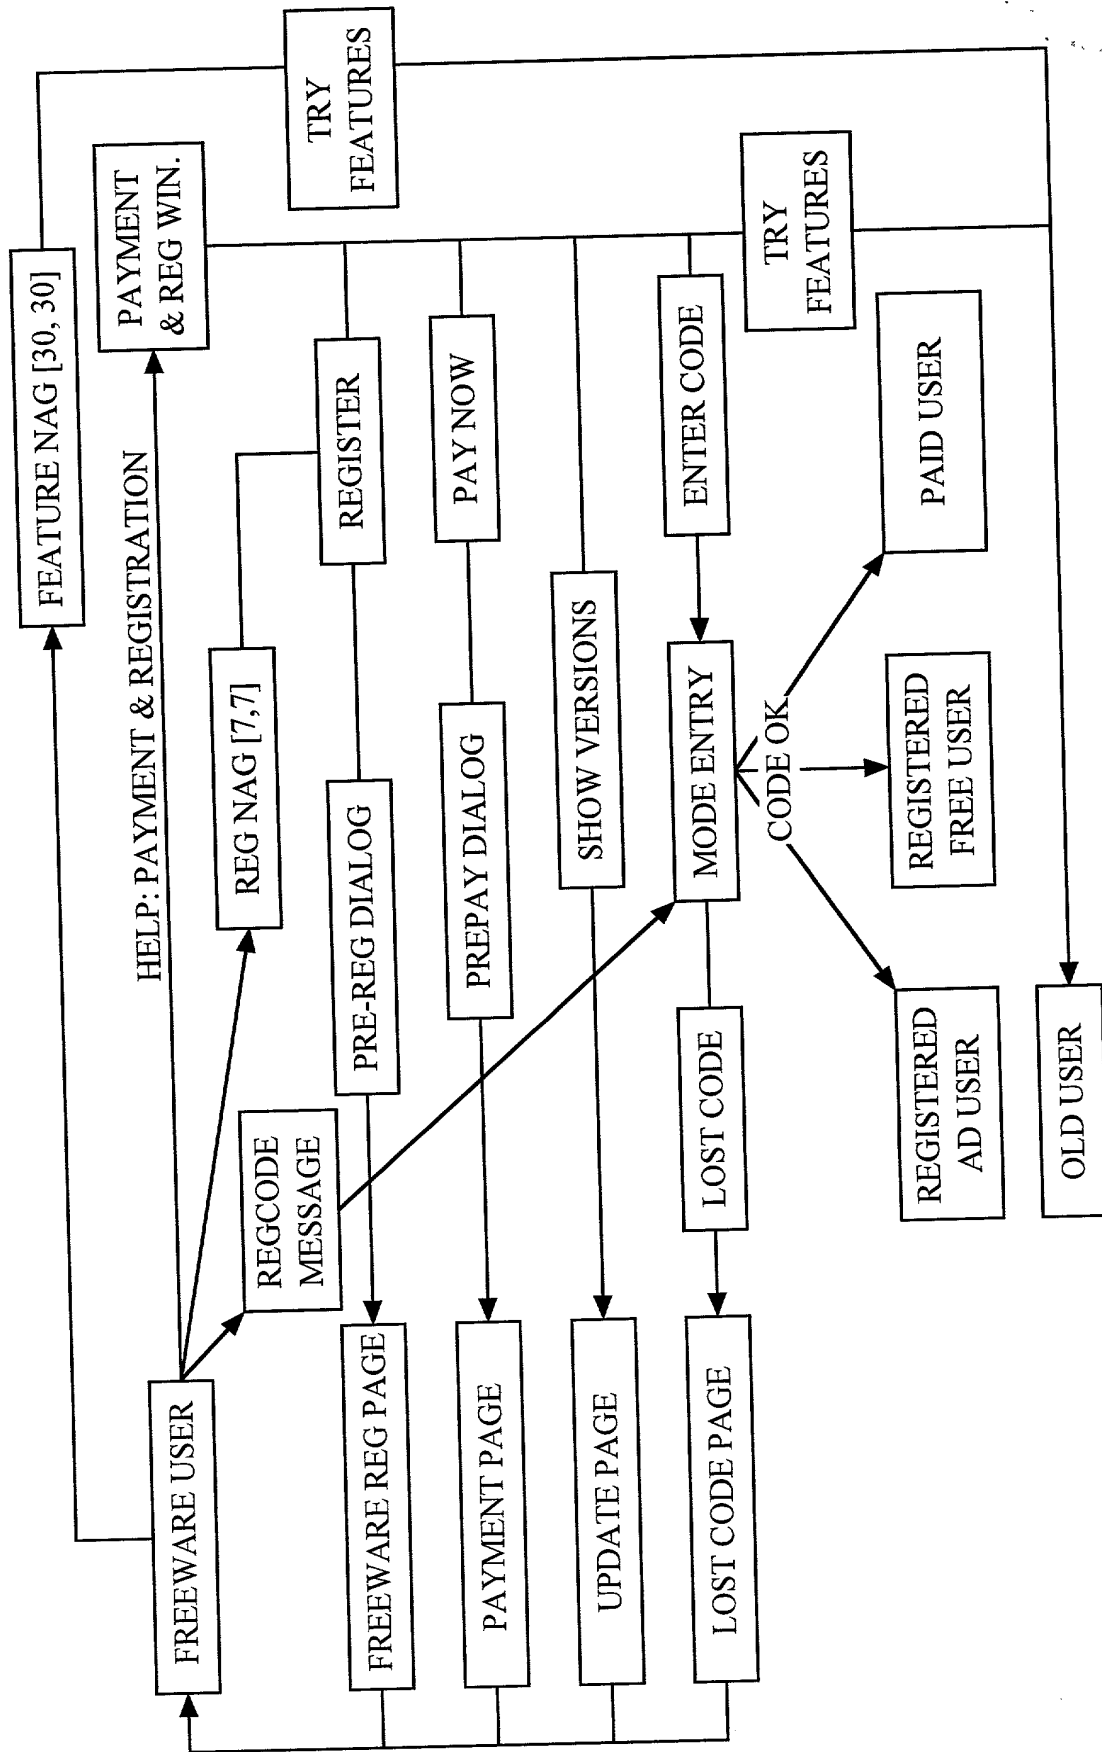 FEATURE NAG [30, 30]
TRY
FEATURES
HELP: PAYMENT & REGISTRATION
PAYMENT
& REG WIN.
FREEWARE USER
REG NAG [7,7]
REGCODE
MESSAGE
FREEWARE REG PAGE
PRE-REG DIALOG
REGISTER
PAYMENT PAGE
PREPAY DIALOG
PAY NOW
UPDATE PAGE
SHOW VERSIONS
LOST CODE PAGE
LOST CODE
MODE ENTRY
ENTER CODE
TRY
FEATURES
CODE OK
REGISTERED
AD USER
REGISTERED
FREE USER
PAID USER
OLD USER